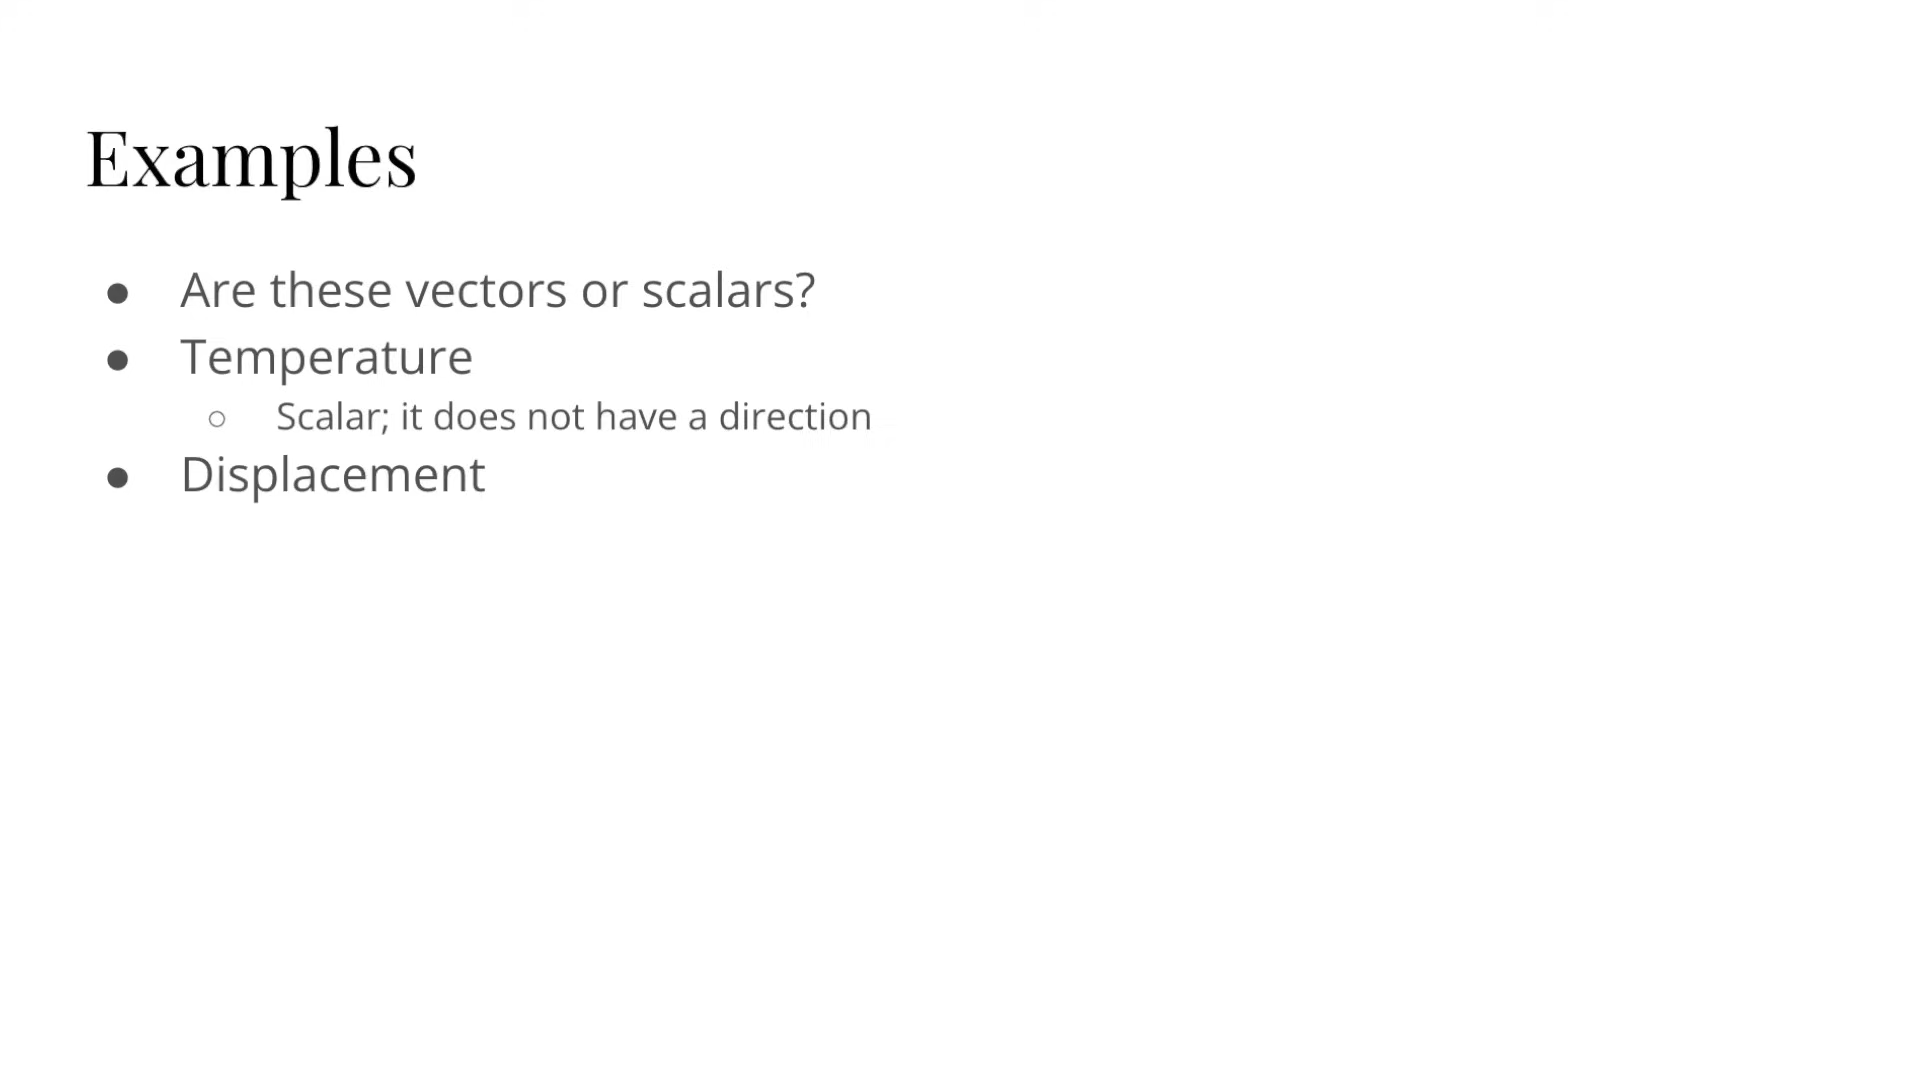 Examples
● Are these vectors or scalars?
● Temperature
○ Scalar; it does not have a direction
● Displacement